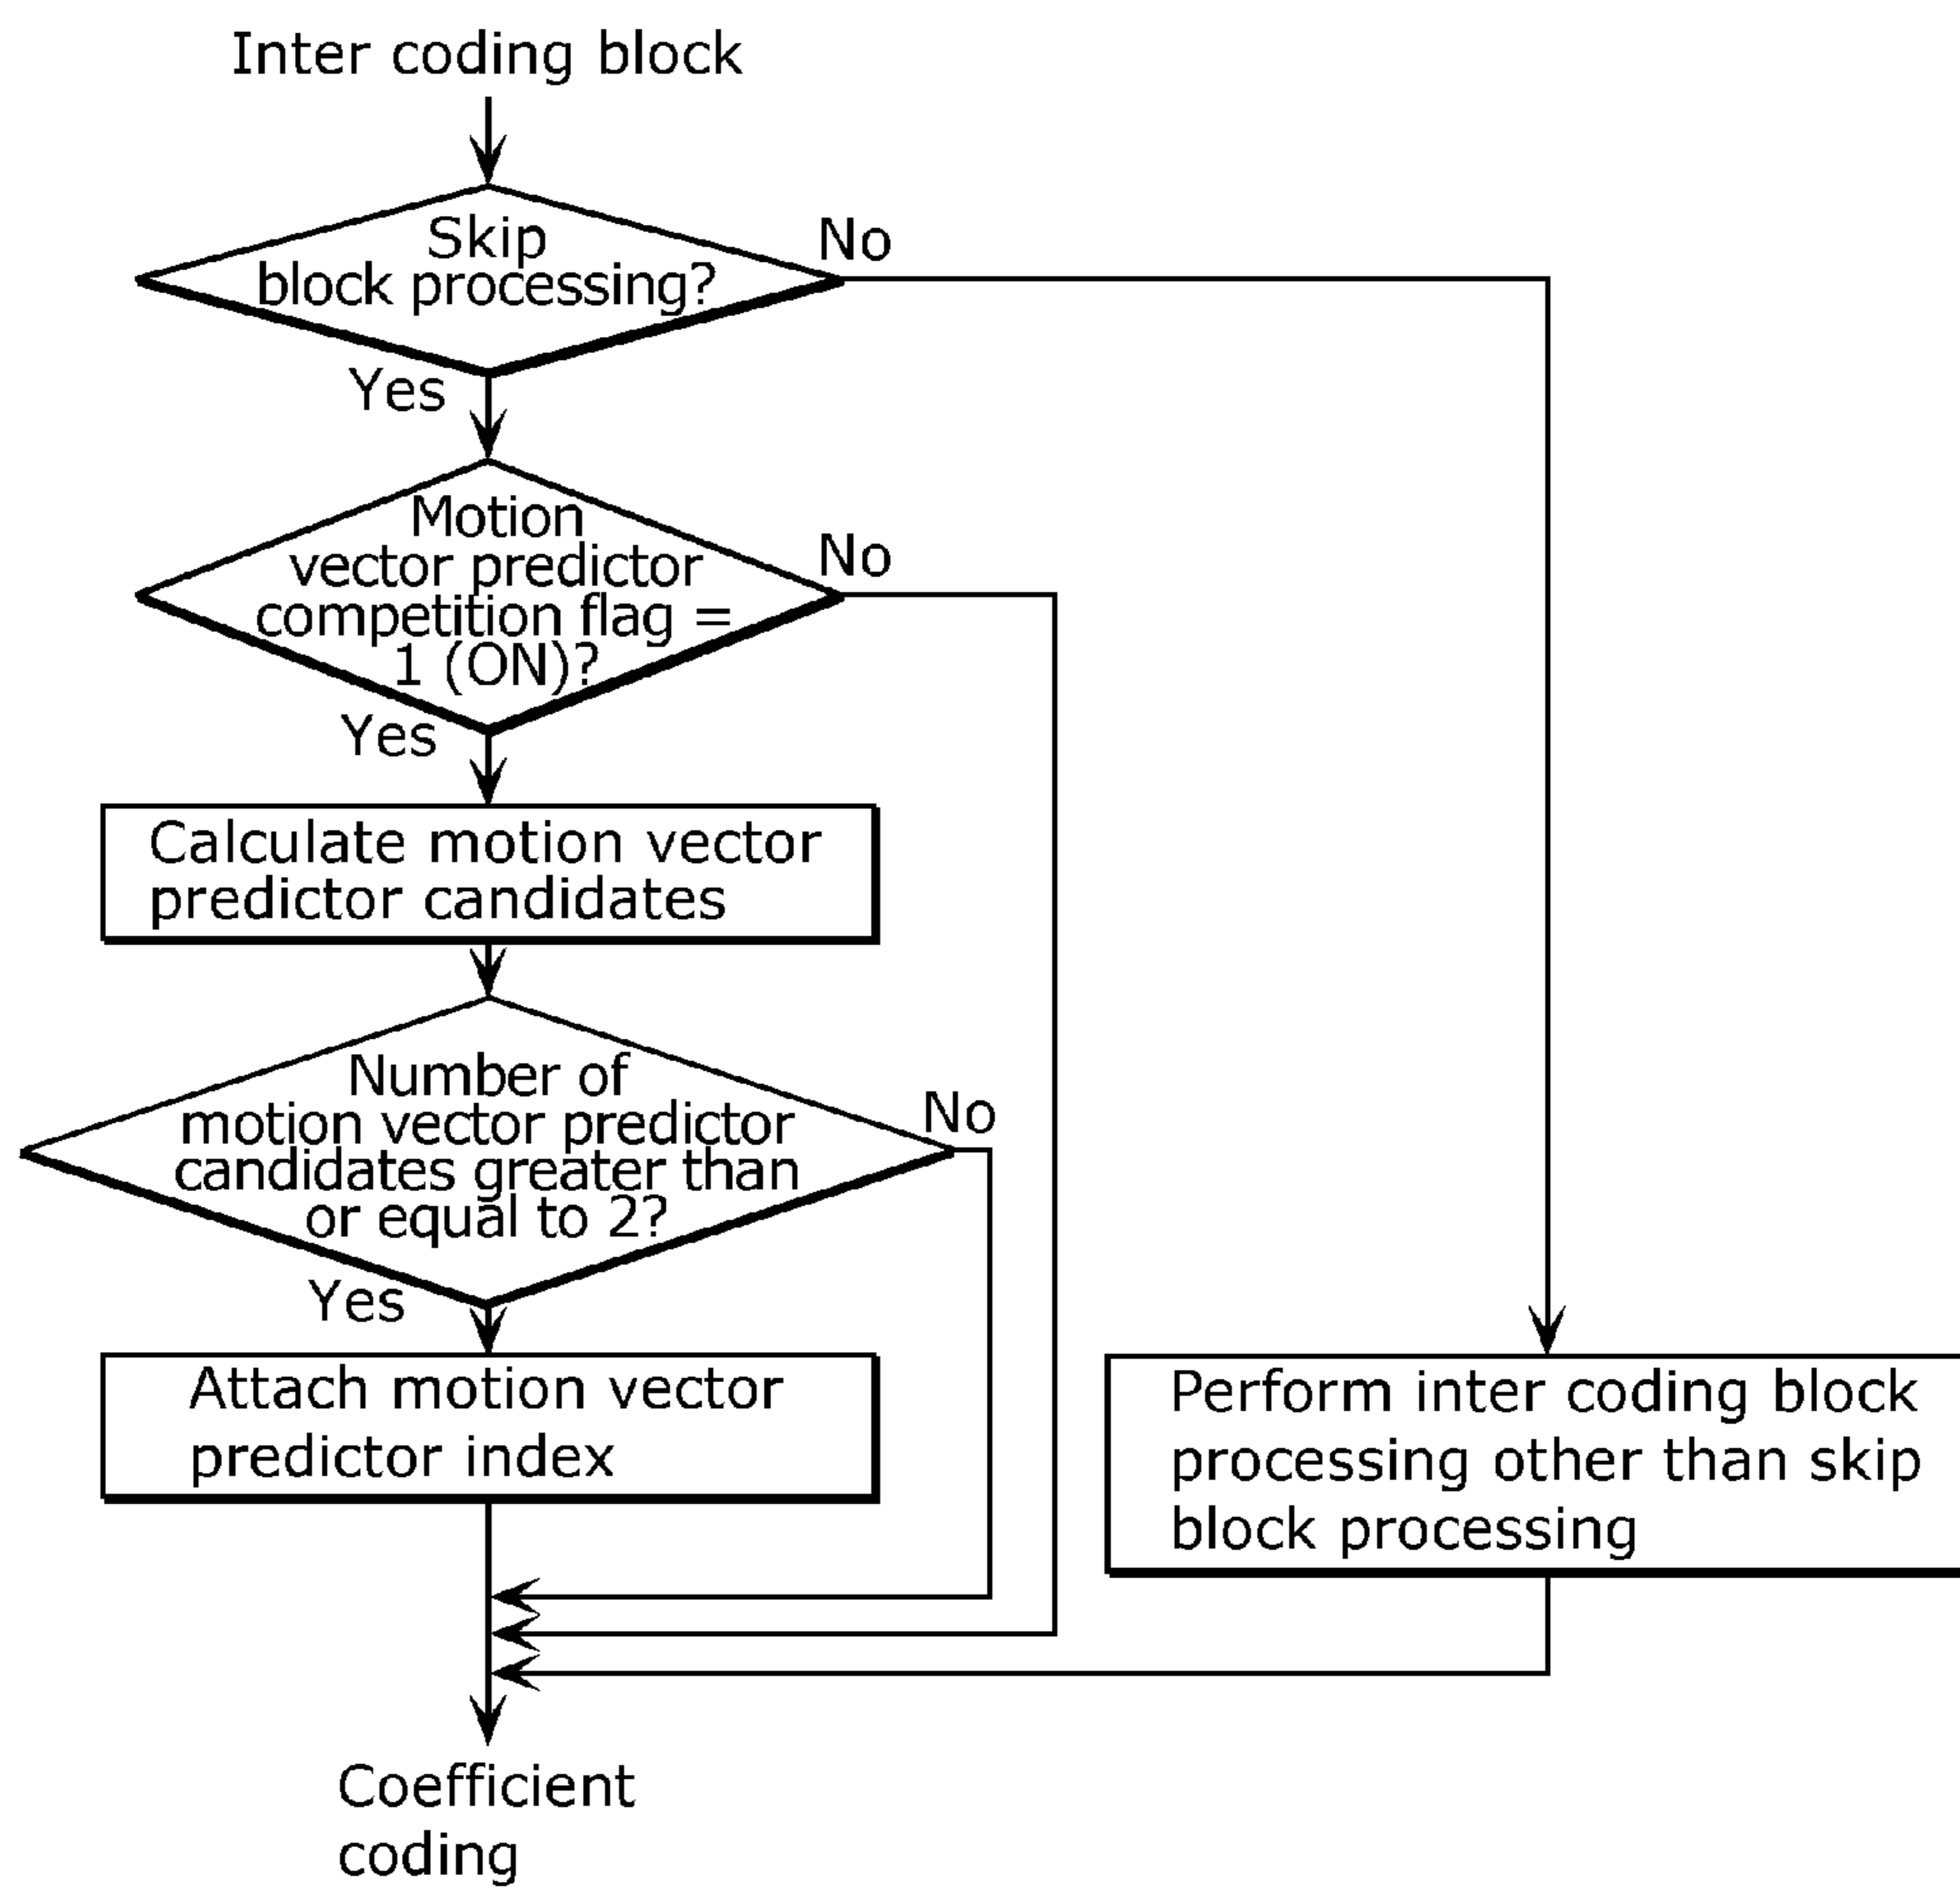 Inter coding block
Skip
block processing?
No
Yes
Motion
vector predictor
competition flag =
1 (ON)?
No
Yes
Calculate motion vector
predictor candidates
Number of
motion vector predictor
candidates greater than
or equal to 2?
No
Yes
Attach motion vector
predictor index
Perform inter coding block
processing other than skip
block processing
Coefficient
coding